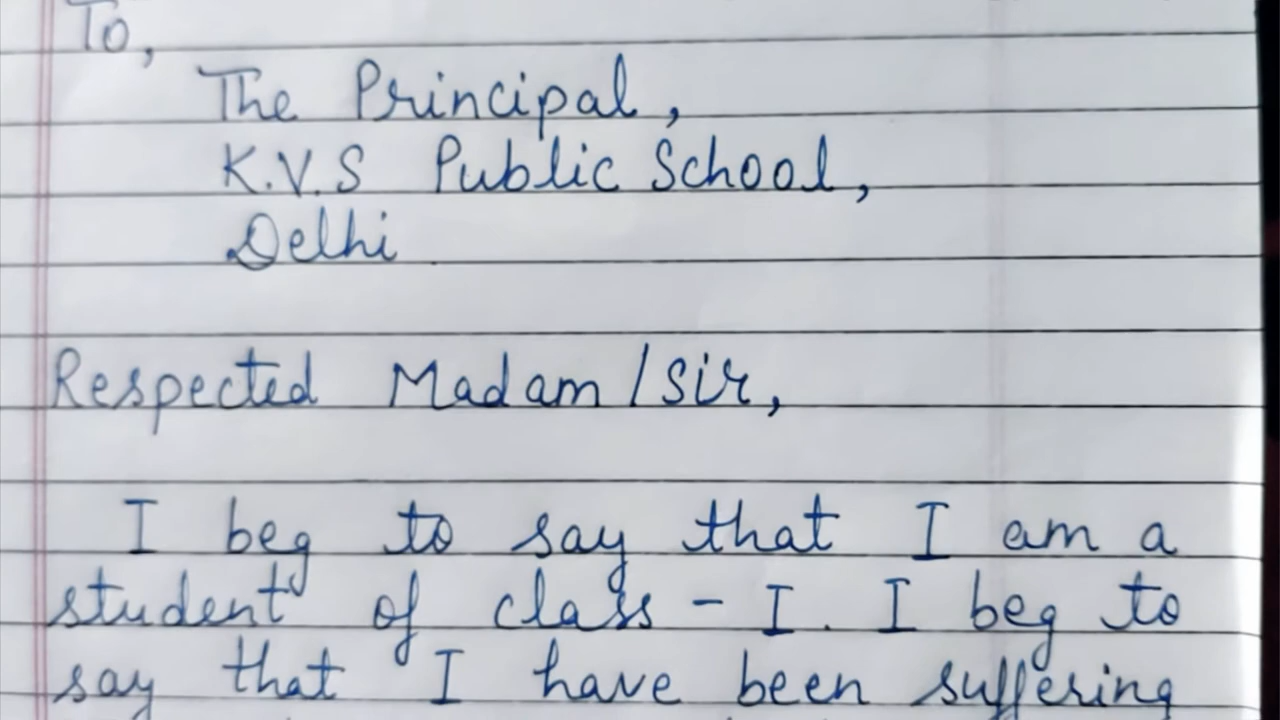 To,
The Principal,
K.V.S Public School,
Delhi
Respected Madam / Sir,
I beg to say that I am a
student of class - I. I beg to
say that I have been suffering